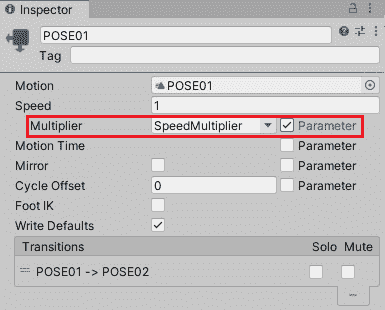 Inspector
POSE01
Tag
Motion POSE01
Speed 1
Multiplier SpeedMultiplier Parameter
Motion Time Parameter
Mirror Parameter
Cycle Offset 0 Parameter
Foot IK
Write Defaults
Transitions Solo Mute
POSE01 -> POSE02